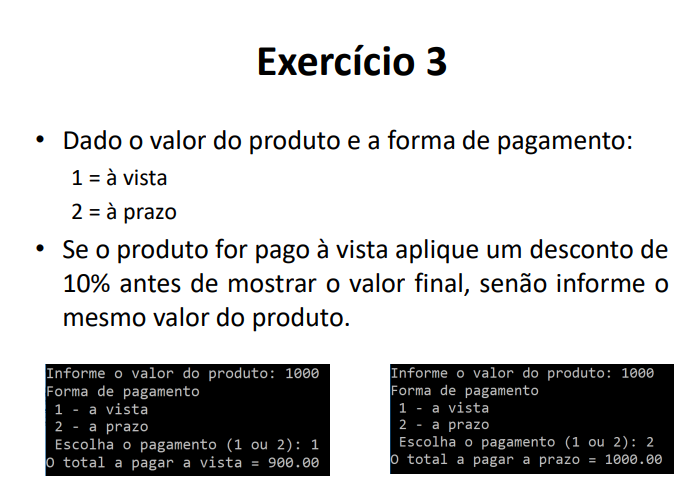 Exercício 3
• Dado o valor do produto e a forma de pagamento:
1 = à vista
2 = à prazo
• Se o produto for pago à vista aplique um desconto de
10% antes de mostrar o valor final, senão informe o
mesmo valor do produto.
Informe o valor do produto: 1000
Forma de pagamento
1 - a vista
2 - a prazo
Escolha o pagamento (1 ou 2): 1
O total a pagar a vista = 900.00
Informe o valor do produto: 1000
Forma de pagamento
1 - a vista
2 - a prazo
Escolha o pagamento (1 ou 2): 2
O total a pagar a prazo = 1000.00